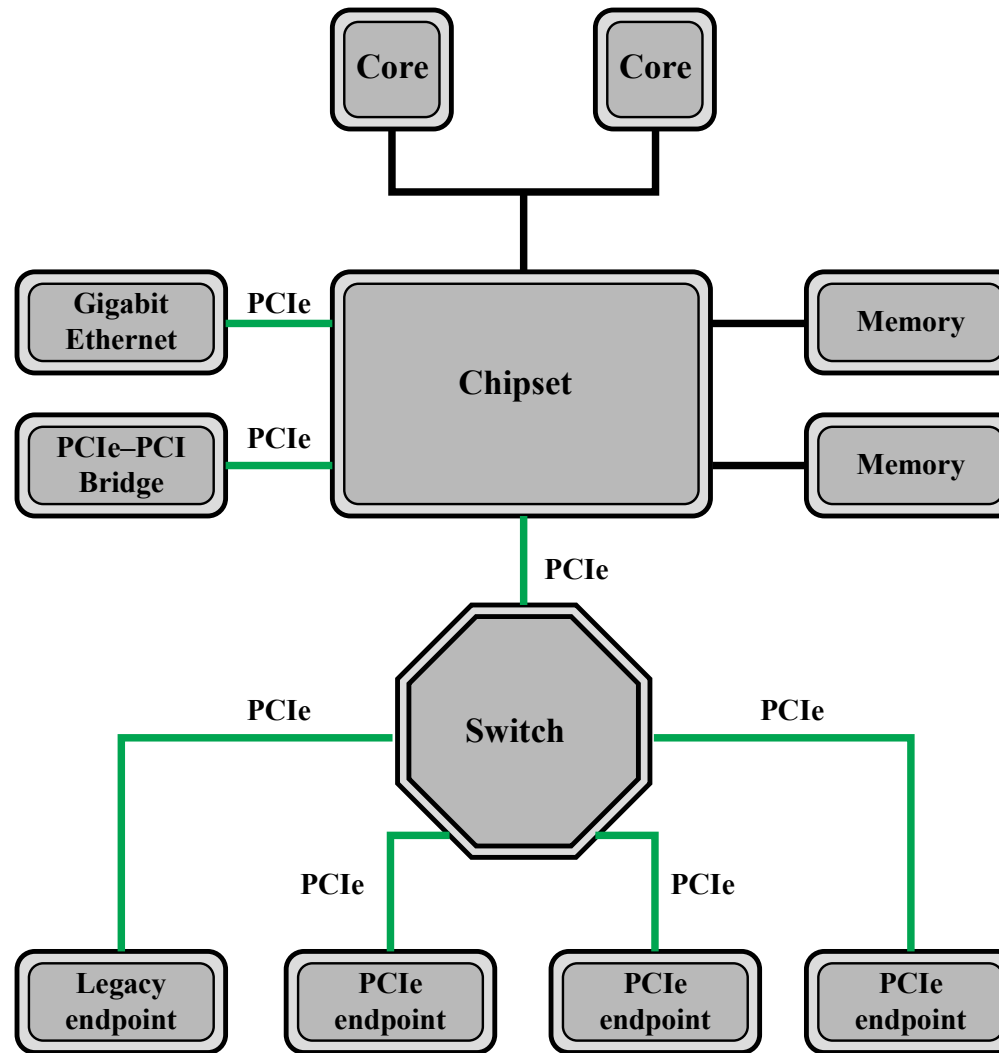 Core
Core
Gigabit
Ethernet
PCIe
Chipset
Memory
PCIe–PCI
Bridge
PCIe
Memory
PCIe
PCIe
Switch
PCIe
PCIe
PCIe
Legacy
endpoint
PCIe
endpoint
PCIe
endpoint
PCIe
endpoint